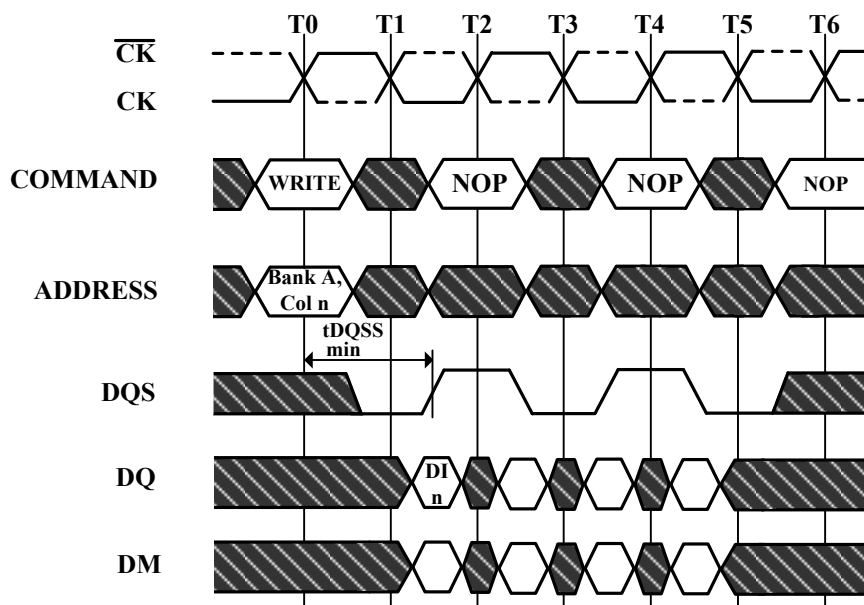 T0 T1 T2 T3 T4 T5 T6
CK
CK
COMMAND WRITE NOP NOP NOP
ADDRESS Bank A,
Col n
tDQSS
min
DQS
DQ DI
n
DM